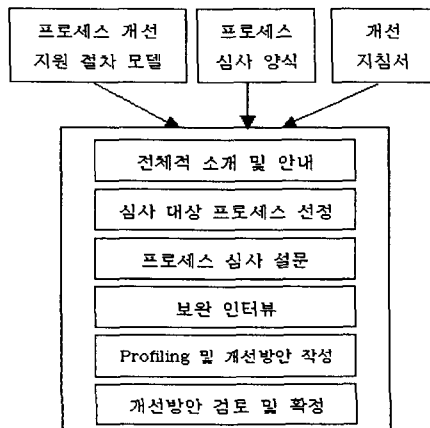 프로세스 개선
지원 절차 모델
프로세스
심사 양식
개선
지침서
전체적 소개 및 안내
심사 대상 프로세스 선정
프로세스 심사 설문
보완 인터뷰
Profiling 및 개선방안 작성
개선방안 검토 및 확정